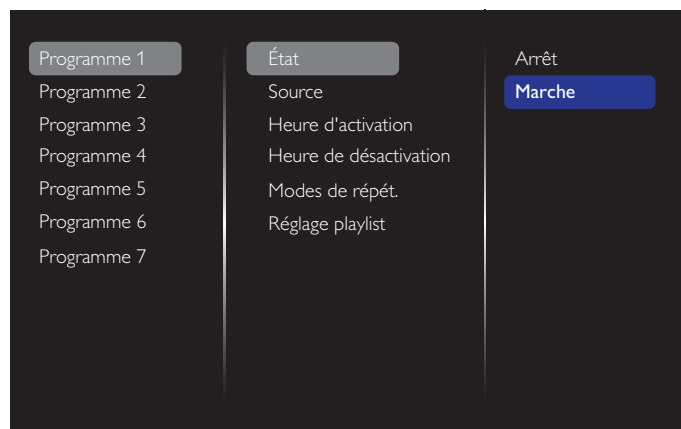 Programme 1
Programme 2
Programme 3
Programme 4
Programme 5
Programme 6
Programme 7
État
Source
Heure d'activation
Heure de désactivation
Modes de répét.
Réglage playlist
Arrêt
Marche